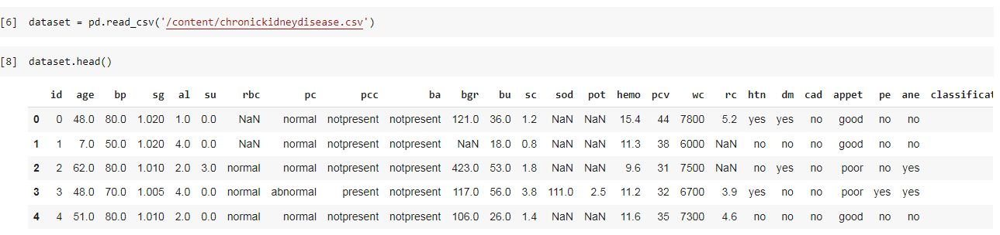 [6] dataset = pd.read_csv('/content/chronickidneydisease.csv')
[8] dataset.head()
id age bp sg al su rbc pc pcc ba bgr bu sc sod pot hemo pcv wc rc htn dm cad appet pe ane classificat
0 0 48.0 80.0 1.020 1.0 0.0 NaN normal notpresent notpresent 121.0 36.0 1.2 NaN NaN 15.4 44 7800 5.2 yes yes no good no no
1 1 7.0 50.0 1.020 4.0 0.0 NaN normal notpresent notpresent NaN 18.0 0.8 NaN NaN 11.3 38 6000 NaN no no no good no no
2 2 62.0 80.0 1.010 2.0 3.0 normal normal notpresent notpresent 423.0 53.0 1.8 NaN NaN 9.6 31 7500 NaN no yes no poor no yes
3 3 48.0 70.0 1.005 4.0 0.0 normal abnormal present notpresent 117.0 56.0 3.8 111.0 2.5 11.2 32 6700 3.9 yes no no poor yes yes
4 4 51.0 80.0 1.010 2.0 0.0 normal normal notpresent notpresent 106.0 26.0 1.4 NaN NaN 11.6 35 7300 4.6 no no no good no no